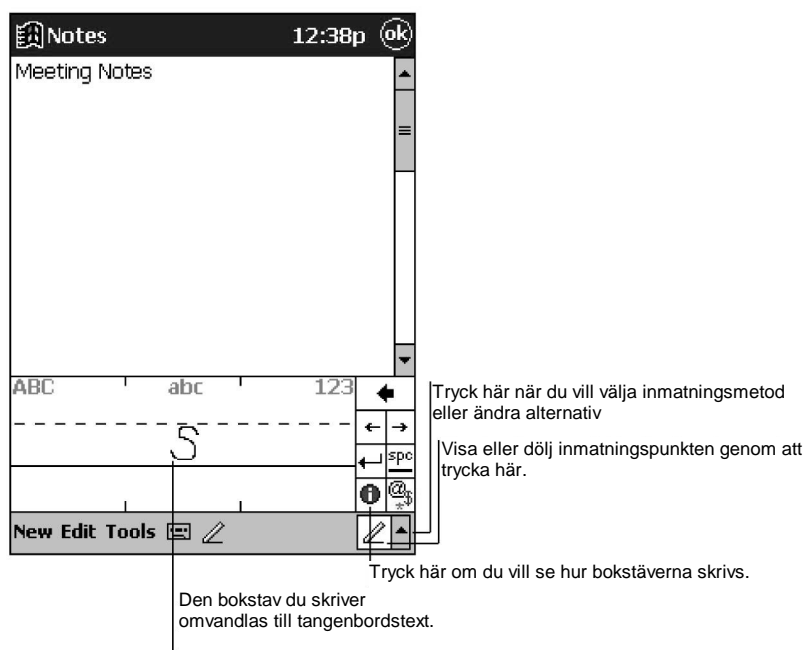 Notes 12:38p ok
Meeting Notes
ABC abc 123
S
spc
@
*$
New Edit Tools
Tryck här när du vill välja inmatningsmetod
eller ändra alternativ
Visa eller dölj inmatningspunkten genom att
trycka här.
Tryck här om du vill se hur bokstäverna skrivs.
Den bokstav du skriver
omvandlas till tangenbordstext.